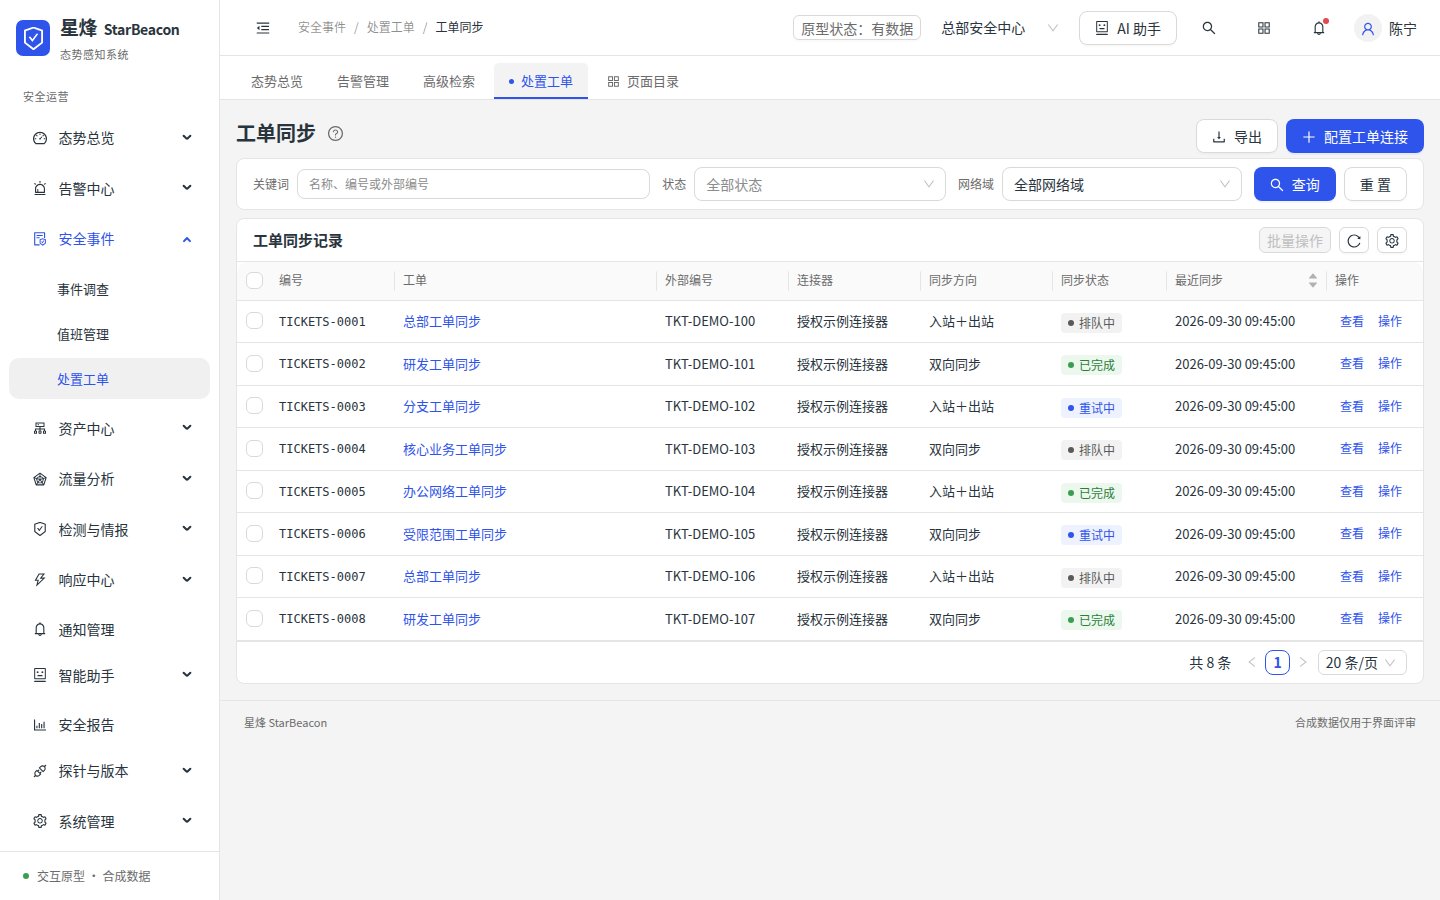 星烽 StarBeacon
态势感知系统
安全运营
态势总览
告警中心
安全事件
事件调查
值班管理
处置工单
资产中心
流量分析
检测与情报
响应中心
通知管理
智能助手
安全报告
探针与版本
系统管理
交互原型 · 合成数据
安全事件 / 处置工单 / 工单同步
原型状态：有数据
总部安全中心
AI 助手
陈宁
态势总览 告警管理 高级检索 处置工单 页面目录
工单同步
导出
配置工单连接
关键词 名称、编号或外部编号 状态 全部状态 网络域 全部网络域 查询 重 置
工单同步记录
批量操作
编号 工单 外部编号 连接器 同步方向 同步状态 最近同步 操作
TICKETS-0001 总部工单同步 TKT-DEMO-100 授权示例连接器 入站＋出站 排队中 2026-09-30 09:45:00 查看 操作
TICKETS-0002 研发工单同步 TKT-DEMO-101 授权示例连接器 双向同步 已完成 2026-09-30 09:45:00 查看 操作
TICKETS-0003 分支工单同步 TKT-DEMO-102 授权示例连接器 入站＋出站 重试中 2026-09-30 09:45:00 查看 操作
TICKETS-0004 核心业务工单同步 TKT-DEMO-103 授权示例连接器 双向同步 排队中 2026-09-30 09:45:00 查看 操作
TICKETS-0005 办公网络工单同步 TKT-DEMO-104 授权示例连接器 入站＋出站 已完成 2026-09-30 09:45:00 查看 操作
TICKETS-0006 受限范围工单同步 TKT-DEMO-105 授权示例连接器 双向同步 重试中 2026-09-30 09:45:00 查看 操作
TICKETS-0007 总部工单同步 TKT-DEMO-106 授权示例连接器 入站＋出站 排队中 2026-09-30 09:45:00 查看 操作
TICKETS-0008 研发工单同步 TKT-DEMO-107 授权示例连接器 双向同步 已完成 2026-09-30 09:45:00 查看 操作
共 8 条 1 20 条/页
星烽 StarBeacon
合成数据仅用于界面评审